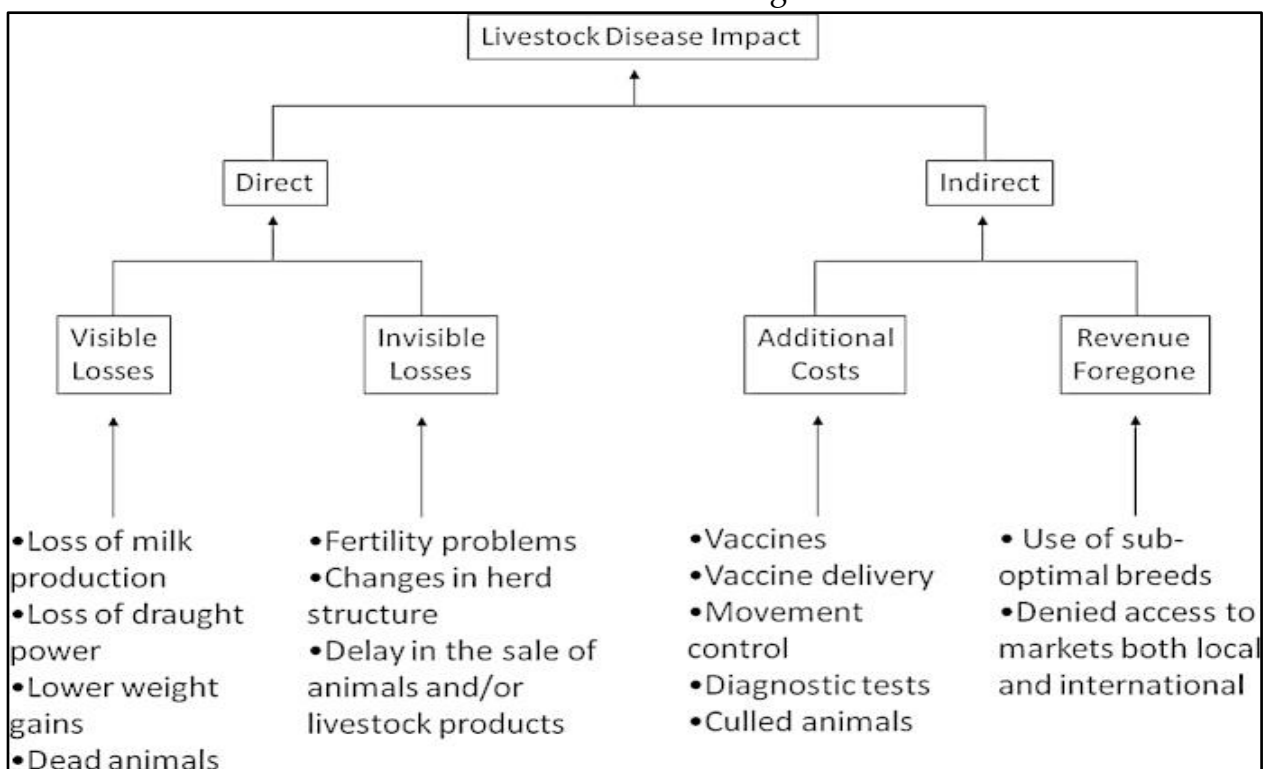 Livestock Disease Impact
Direct
Indirect
Visible
Losses
Invisible
Losses
Additional
Costs
Revenue
Foregone
•Loss of milk
production
•Loss of draught
power
•Lower weight
gains
•Dead animals
•Fertility problems
•Changes in herd
structure
•Delay in the sale of
animals and/or
livestock products
•Vaccines
•Vaccine delivery
•Movement
control
•Diagnostic tests
•Culled animals
• Use of sub-
optimal breeds
•Denied access to
markets both local
and international